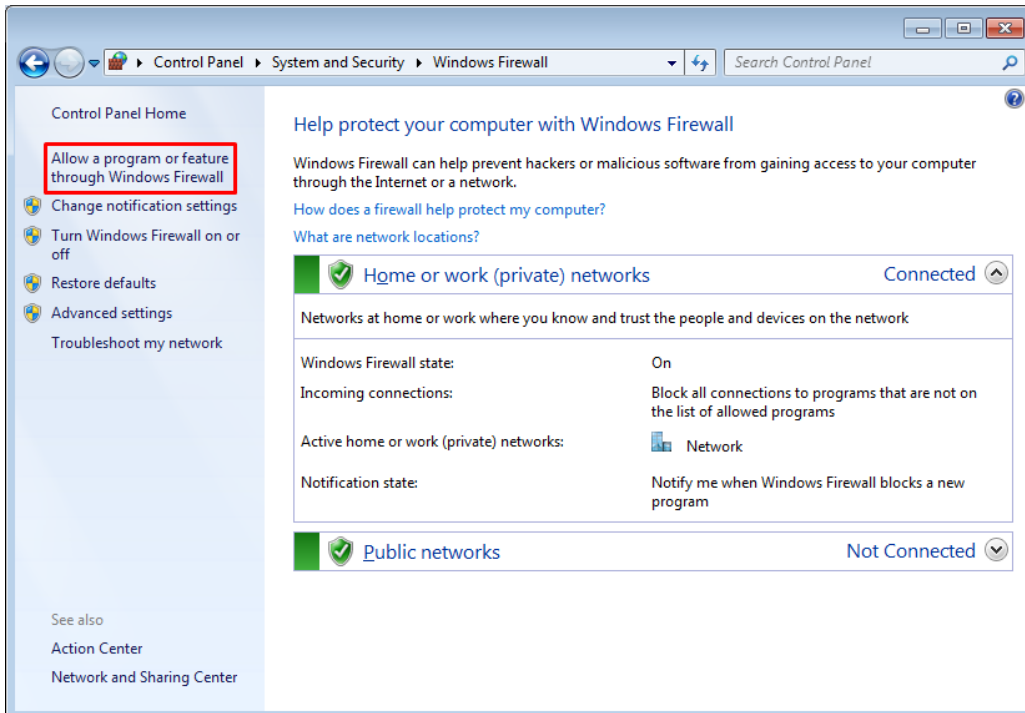 Control Panel System and Security Windows Firewall Search Control Panel
Control Panel Home
Allow a program or feature
through Windows Firewall
Change notification settings
Turn Windows Firewall on or
off
Restore defaults
Advanced settings
Troubleshoot my network
See also
Action Center
Network and Sharing Center
Help protect your computer with Windows Firewall
Windows Firewall can help prevent hackers or malicious software from gaining access to your computer
through the Internet or a network.
How does a firewall help protect my computer?
What are network locations?
Home or work (private) networks Connected
Networks at home or work where you know and trust the people and devices on the network
Windows Firewall state: On
Incoming connections: Block all connections to programs that are not on
the list of allowed programs
Active home or work (private) networks: Network
Notification state: Notify me when Windows Firewall blocks a new
program
Public networks Not Connected